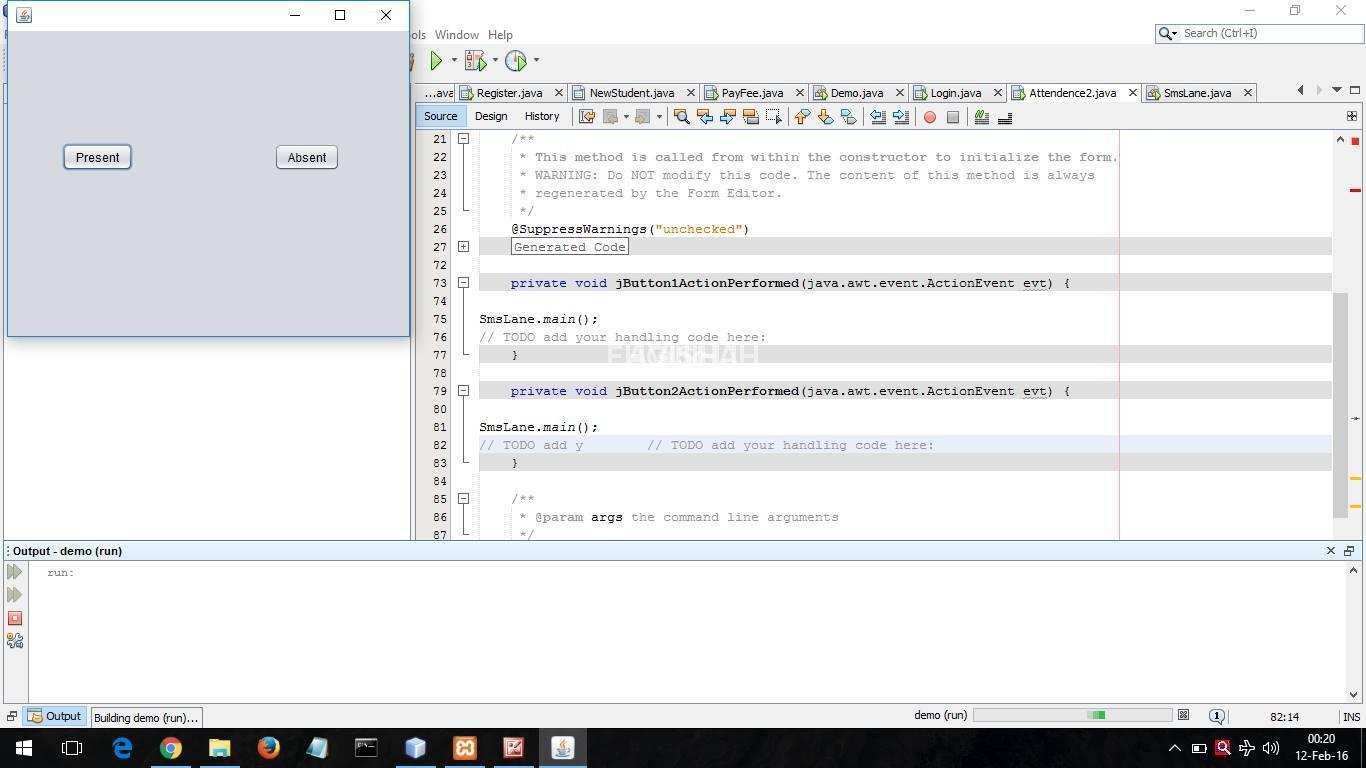 ols Window Help
Search (Ctrl+I)
...ava Register.java NewStudent.java PayFee.java Demo.java Login.java Attendence2.java SmsLane.java
Source Design History
Present Absent
21 /**
22 * This method is called from within the constructor to initialize the form.
23 * WARNING: Do NOT modify this code. The content of this method is always
24 * regenerated by the Form Editor.
25 */
26 @SuppressWarnings("unchecked")
27 Generated Code
72
73 private void jButton1ActionPerformed(java.awt.event.ActionEvent evt) {
74
75 SmsLane.main();
76 // TODO add your handling code here:
77 }
78
79 private void jButton2ActionPerformed(java.awt.event.ActionEvent evt) {
80
81 SmsLane.main();
82 // TODO add y // TODO add your handling code here:
83 }
84
85 /**
86 * @param args the command line arguments
87 */
Output - demo (run)
run:
Output Building demo (run)... demo (run) 1 82:14 INS
00:20
12-Feb-16